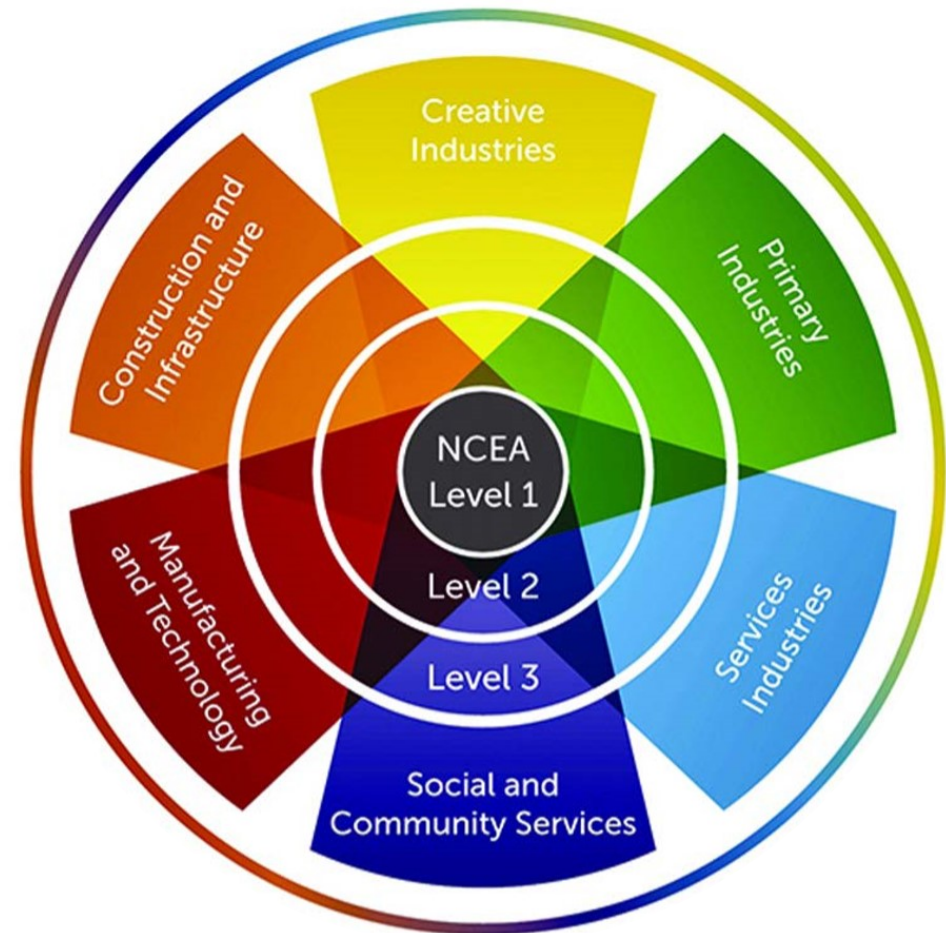 Creative
Industries
Primary
Industries
Services
Industries
Social and
Community Services
Manufacturing
and Technology
Construction and
Infrastructure
NCEA
Level 1
Level 2
Level 3